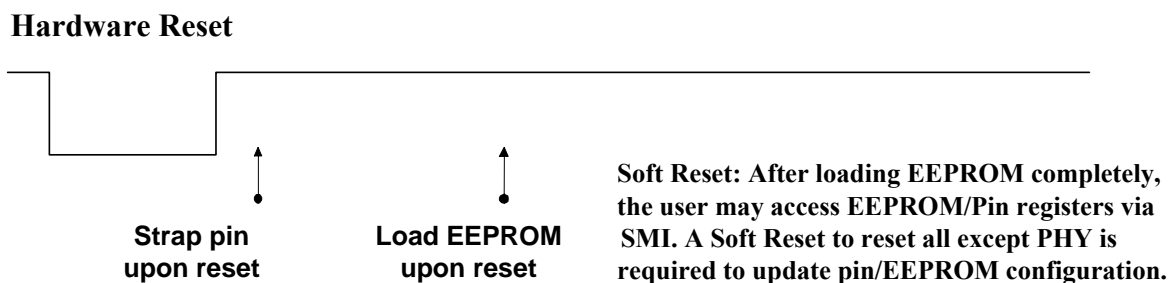 Hardware Reset
Strap pin
upon reset
Load EEPROM
upon reset
Soft Reset: After loading EEPROM completely,
the user may access EEPROM/Pin registers via
SMI. A Soft Reset to reset all except PHY is
required to update pin/EEPROM configuration.